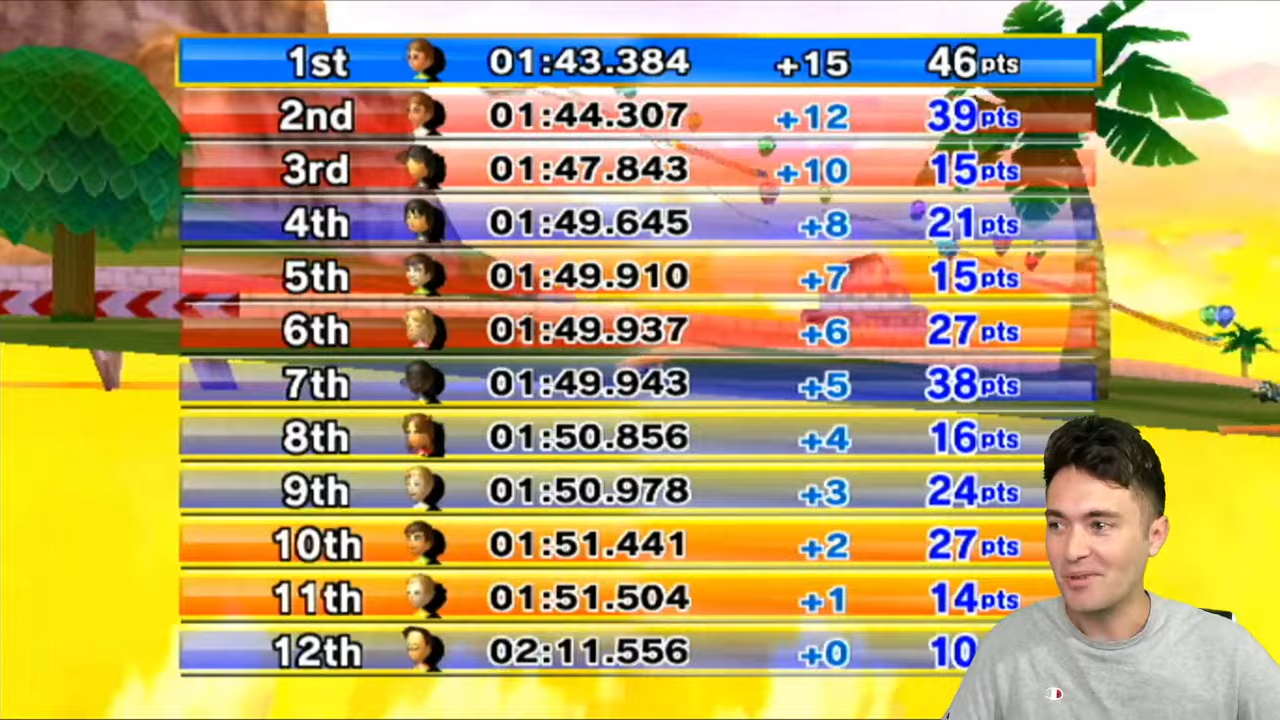 1st 01:43.384 +15 46pts
2nd 01:44.307 +12 39pts
3rd 01:47.843 +10 15pts
4th 01:49.645 +8 21pts
5th 01:49.910 +7 15pts
6th 01:49.937 +6 27pts
7th 01:49.943 +5 38pts
8th 01:50.856 +4 16pts
9th 01:50.978 +3 24pts
10th 01:51.441 +2 27pts
11th 01:51.504 +1 14pts
12th 02:11.556 +0 10